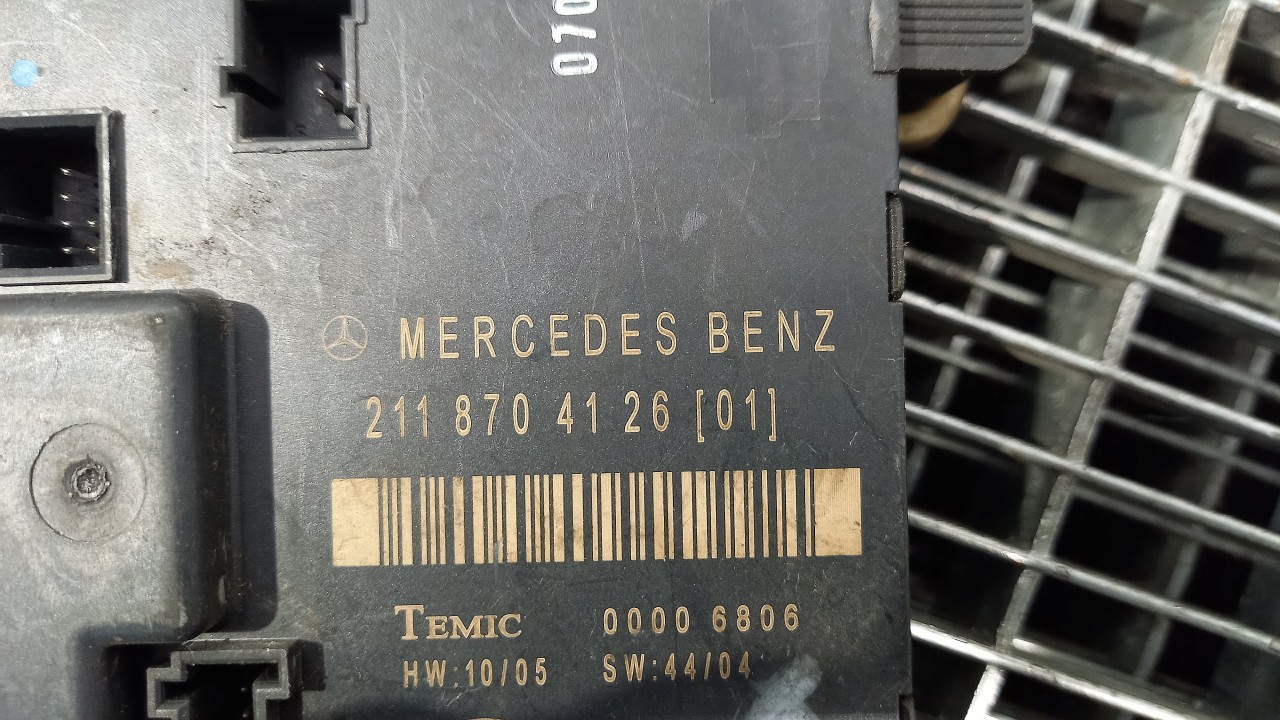 070
MERCEDES BENZ
211 870 41 26 [01]
TEMIC 0000 6806
HW:10/05 SW:44/04